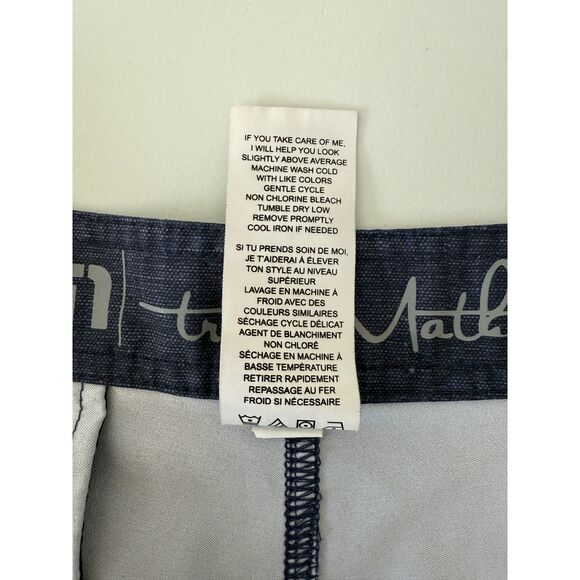 IF YOU TAKE CARE OF ME,
I WILL HELP YOU LOOK
SLIGHTLY ABOVE AVERAGE
MACHINE WASH COLD
WITH LIKE COLORS
GENTLE CYCLE
NON CHLORINE BLEACH
TUMBLE DRY LOW
REMOVE PROMPTLY
COOL IRON IF NEEDED
SI TU PRENDS SOIN DE MOI,
JE T'AIDERAI À ÉLEVER
TON STYLE AU NIVEAU
SUPÉRIEUR
LAVAGE EN MACHINE À
FROID AVEC DES
COULEURS SIMILAIRES
SÉCHAGE CYCLE DÉLICAT
AGENT DE BLANCHIMENT
NON CHLORÉ
SÉCHAGE EN MACHINE À
BASSE TEMPÉRATURE
RETIRER RAPIDEMENT
REPASSAGE AU FER
FROID SI NÉCESSAIRE